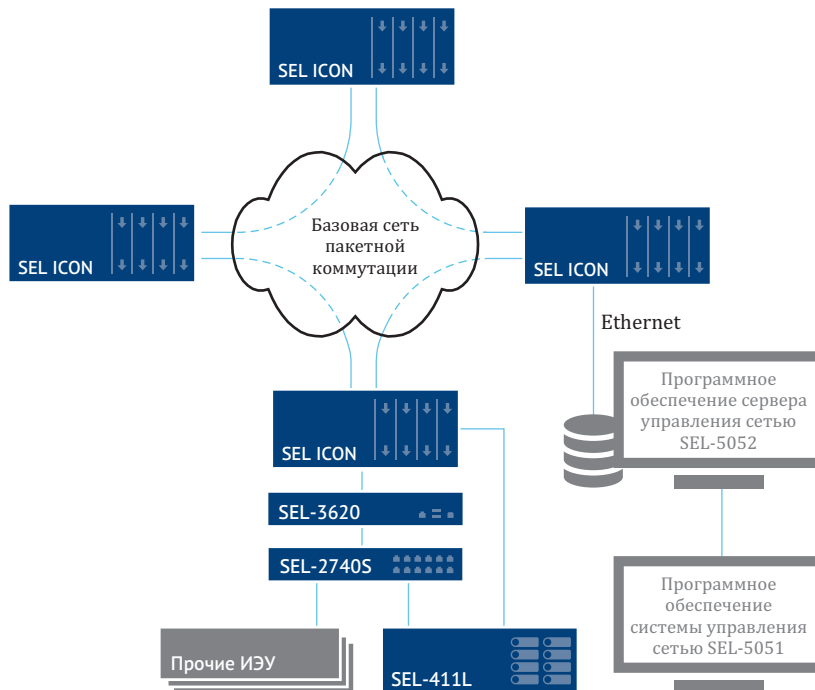 SEL ICON
Базовая сеть
пакетной
коммутации
SEL ICON
SEL ICON
Ethernet
SEL ICON
Программное
обеспечение сервера
управления сетью
SEL-5052
SEL-3620
SEL-2740S
Прочие ИЭУ
SEL-411L
Программное
обеспечение
системы управления
сетью SEL-5051